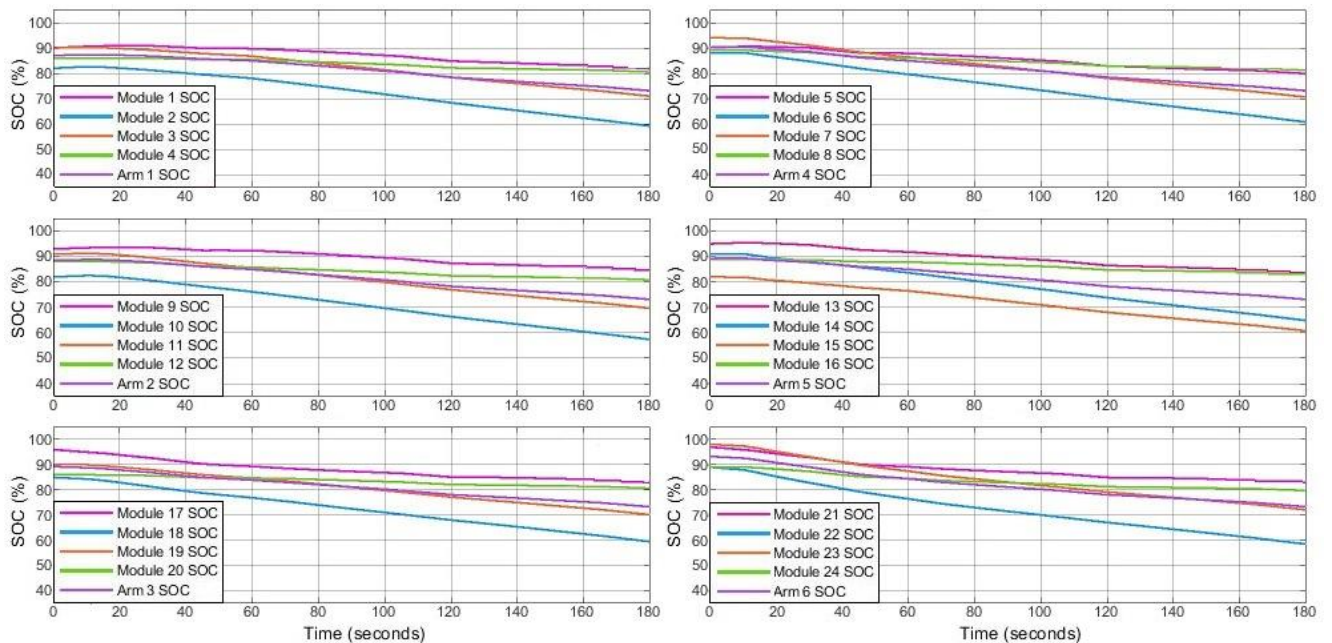 SOC (%)
100
90
80
70
60
50
40
Module 1 SOC
Module 2 SOC
Module 3 SOC
Module 4 SOC
Arm 1 SOC
0 20 40 60 80 100 120 140 160 180
SOC (%)
100
90
80
70
60
50
40
Module 5 SOC
Module 6 SOC
Module 7 SOC
Module 8 SOC
Arm 4 SOC
0 20 40 60 80 100 120 140 160 180
SOC (%)
100
90
80
70
60
50
40
Module 9 SOC
Module 10 SOC
Module 11 SOC
Module 12 SOC
Arm 2 SOC
0 20 40 60 80 100 120 140 160 180
SOC (%)
100
90
80
70
60
50
40
Module 13 SOC
Module 14 SOC
Module 15 SOC
Module 16 SOC
Arm 5 SOC
0 20 40 60 80 100 120 140 160 180
SOC (%)
100
90
80
70
60
50
40
Module 17 SOC
Module 18 SOC
Module 19 SOC
Module 20 SOC
Arm 3 SOC
0 20 40 60 80 100 120 140 160 180
Time (seconds)
SOC (%)
100
90
80
70
60
50
40
Module 21 SOC
Module 22 SOC
Module 23 SOC
Module 24 SOC
Arm 6 SOC
0 20 40 60 80 100 120 140 160 180
Time (seconds)